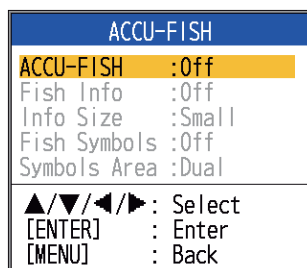 ACCU-FISH
ACCU-FISH :Off
Fish Info :Off
Info Size :Small
Fish Symbols :Off
Symbols Area :Dual
▲/▼/◀/▶: Select
[ENTER] : Enter
[MENU] : Back